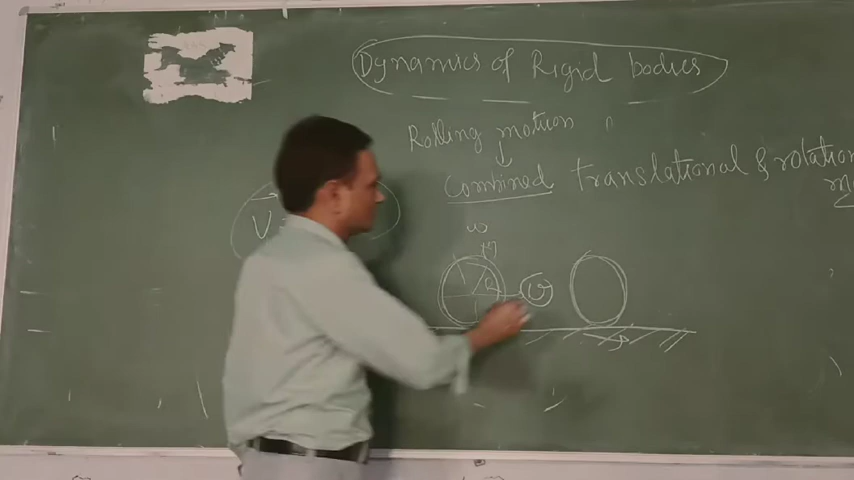 Dynamics of Rigid bodies
Rolling motion
Combined translational & rotation
V
ω
M
R